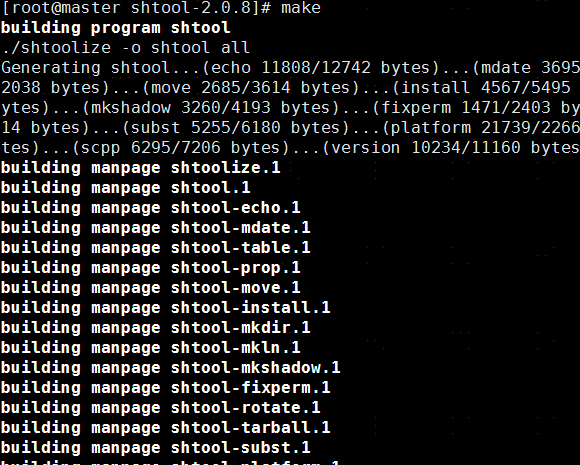 [root@master shtool-2.0.8]# make
building program shtool
./shtoolize -o shtool all
Generating shtool...(echo 11808/12742 bytes)...(mdate 3695
2038 bytes)...(move 2685/3614 bytes)...(install 4567/5495
ytes)...(mkshadow 3260/4193 bytes)...(fixperm 1471/2403 by
14 bytes)...(subst 5255/6180 bytes)...(platform 21739/2266
tes)...(scpp 6295/7206 bytes)...(version 10234/11160 bytes
building manpage shtoolize.1
building manpage shtool.1
building manpage shtool-echo.1
building manpage shtool-mdate.1
building manpage shtool-table.1
building manpage shtool-prop.1
building manpage shtool-move.1
building manpage shtool-install.1
building manpage shtool-mkdir.1
building manpage shtool-mkln.1
building manpage shtool-mkshadow.1
building manpage shtool-fixperm.1
building manpage shtool-rotate.1
building manpage shtool-tarball.1
building manpage shtool-subst.1
building manpage shtool-platform.1